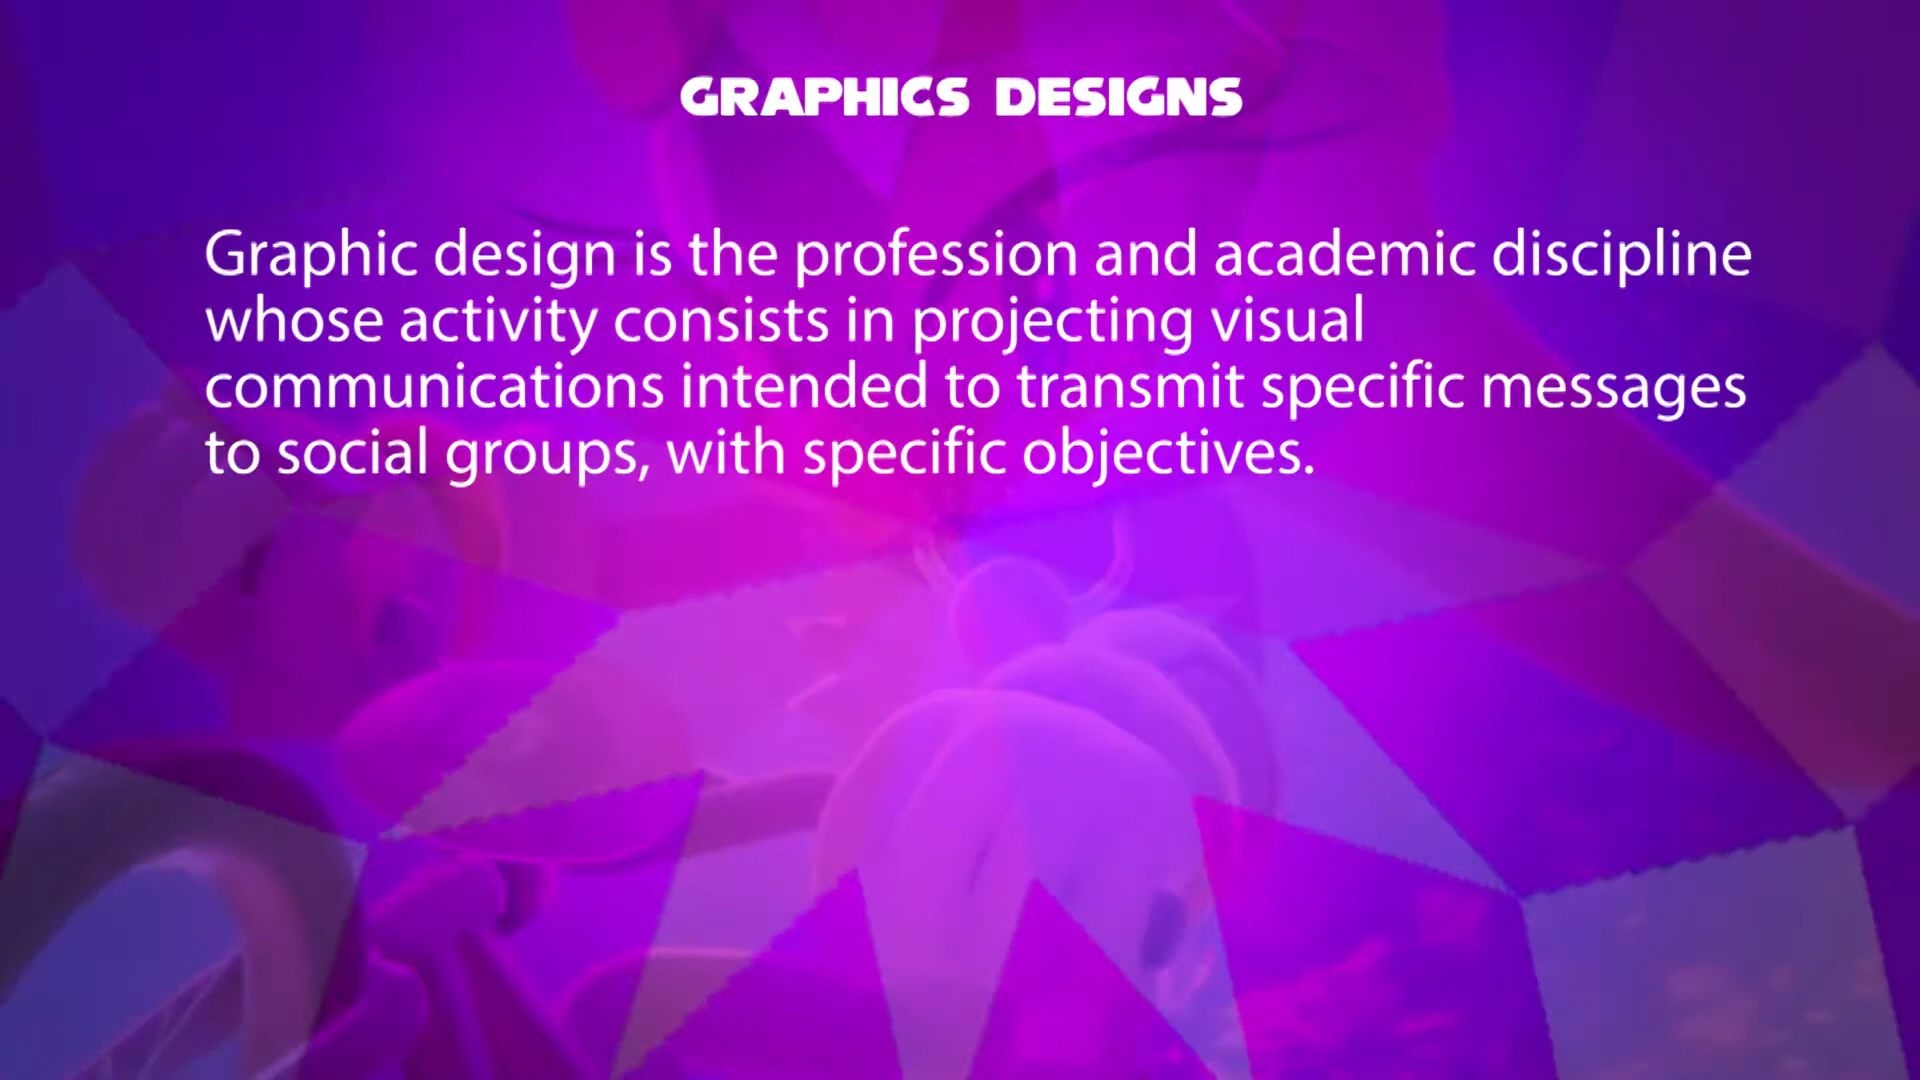 GRAPHICS DESIGNS
Graphic design is the profession and academic discipline
whose activity consists in projecting visual
communications intended to transmit specific messages
to social groups, with specific objectives.